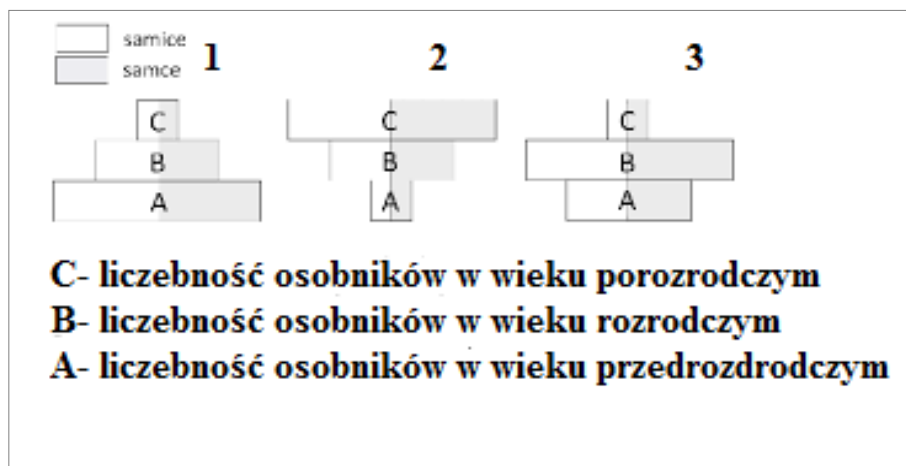 samice
samce
1 2 3
C C C
B B B
A A A
C- liczebność osobników w wieku porozrodczym
B- liczebność osobników w wieku rozrodczym
A- liczebność osobników w wieku przedrozdrodczym